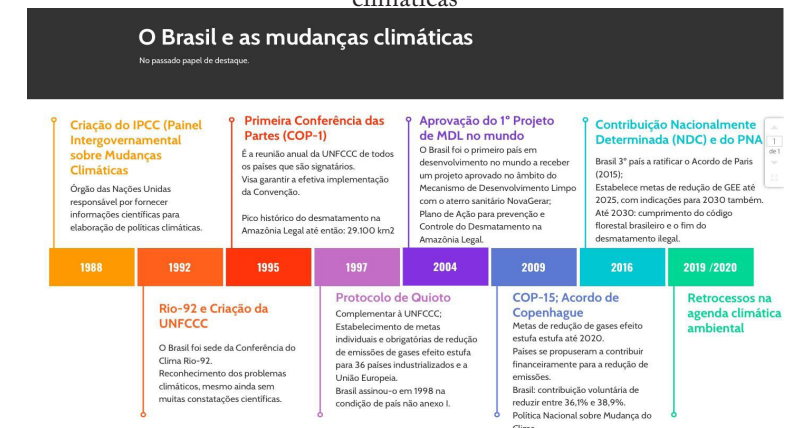 climáticas
O Brasil e as mudanças climáticas
No passado papel de destaque.
Criação do IPCC (Painel
Intergovernamental
sobre Mudanças
Climáticas
Órgão das Nações Unidas
responsável por fornecer
informações científicas para
elaboração de políticas climáticas.
Primeira Conferência das
Partes (COP-1)
É a reunião anual da UNFCCC de todos
os países que são signatários.
Visa garantir a efetiva implementação
da Convenção.
Pico histórico do desmatamento na
Amazônia Legal até então: 29.100 km2
Aprovação do 1º Projeto
de MDL no mundo
O Brasil foi o primeiro país em
desenvolvimento no mundo a receber
um projeto aprovado no âmbito do
Mecanismo de Desenvolvimento Limpo
com o aterro sanitário NovaGerar;
Plano de Ação para prevenção e
Controle do Desmatamento na
Amazônia Legal.
Contribuição Nacionalmente
Determinada (NDC) e do PNA
Brasil 3º país a ratificar o Acordo de Paris
(2015);
Estabelece metas de redução de GEE até
2025, com indicações para 2030 também.
Até 2030: cumprimento do código
florestal brasileiro e o fim do
desmatamento ilegal.
1
de 1
1988
1992
1995
1997
2004
2009
2016
2019 /2020
Rio-92 e Criação da
UNFCCC
O Brasil foi sede da Conferência do
Clima Rio-92.
Reconhecimento dos problemas
climáticos, mesmo ainda sem
muitas constatações científicas.
Protocolo de Quioto
Complementar à UNFCCC;
Estabelecimento de metas
individuais e obrigatórias de redução
de emissões de gases efeito estufa
para 36 países industrializados e a
União Europeia.
Brasil assinou-o em 1998 na
condição de país não anexo I.
COP-15; Acordo de
Copenhague
Metas de redução de gases efeito
estufa estufa até 2020.
Países se propuseram a contribuir
financeiramente para a redução de
emissões.
Brasil: contribuição voluntária de
reduzir entre 36,1% e 38,9%.
Política Nacional sobre Mudança do
Clima
Retrocessos na
agenda climática
ambiental